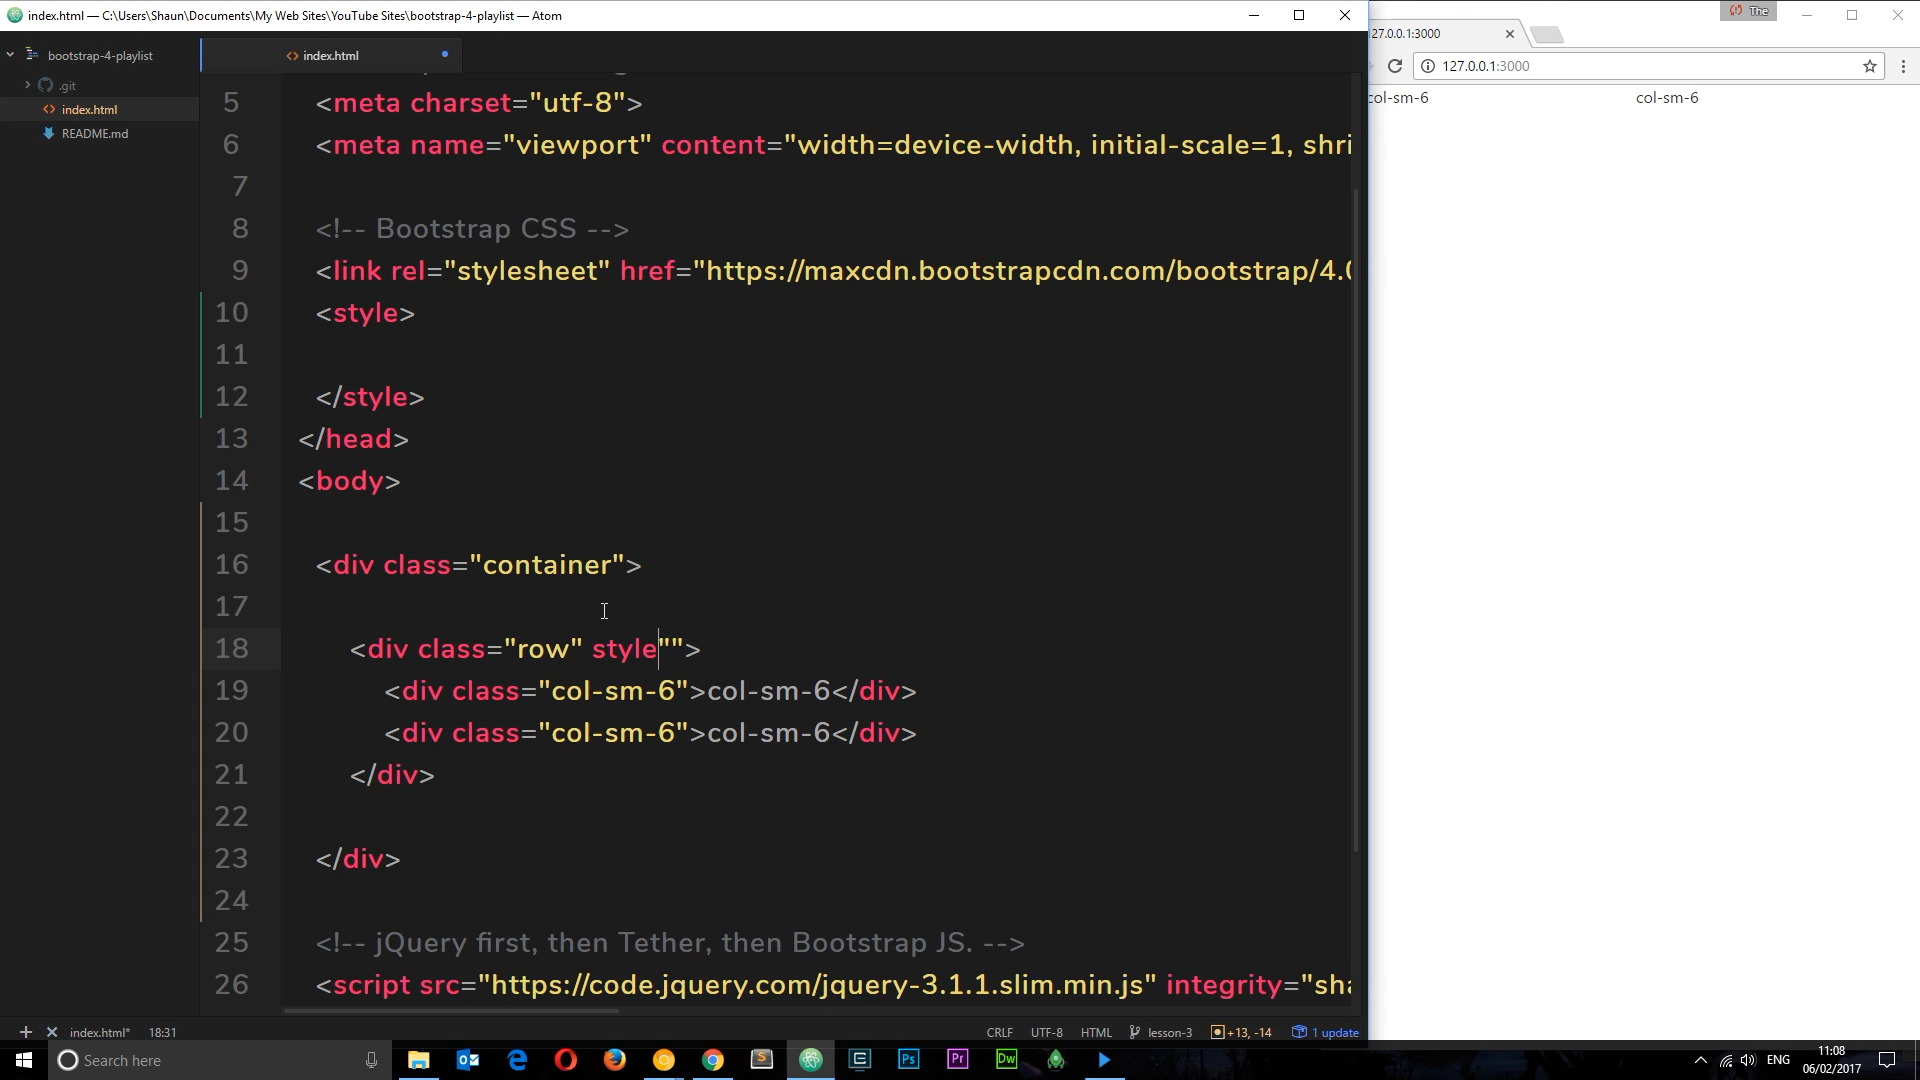 index.html — C:\Users\Shaun\Documents\My Web Sites\YouTube Sites\bootstrap-4-playlist — Atom
The
bootstrap-4-playlist
index.html
27.0.0.1:3000
.git
127.0.0.1:3000
index.html
README.md
col-sm-6 col-sm-6
5 <meta charset="utf-8">
6 <meta name="viewport" content="width=device-width, initial-scale=1, shri
7
8 <!-- Bootstrap CSS -->
9 <link rel="stylesheet" href="https://maxcdn.bootstrapcdn.com/bootstrap/4.0
10 <style>
11
12 </style>
13 </head>
14 <body>
15
16 <div class="container">
17
18 <div class="row" style"">
19 <div class="col-sm-6">col-sm-6</div>
20 <div class="col-sm-6">col-sm-6</div>
21 </div>
22
23 </div>
24
25 <!-- jQuery first, then Tether, then Bootstrap JS. -->
26 <script src="https://code.jquery.com/jquery-3.1.1.slim.min.js" integrity="sha
index.html* 18:31 CRLF UTF-8 HTML lesson-3 +13, -14 1 update
Search here
Ps
Pr
Dw
ENG
11:08
06/02/2017